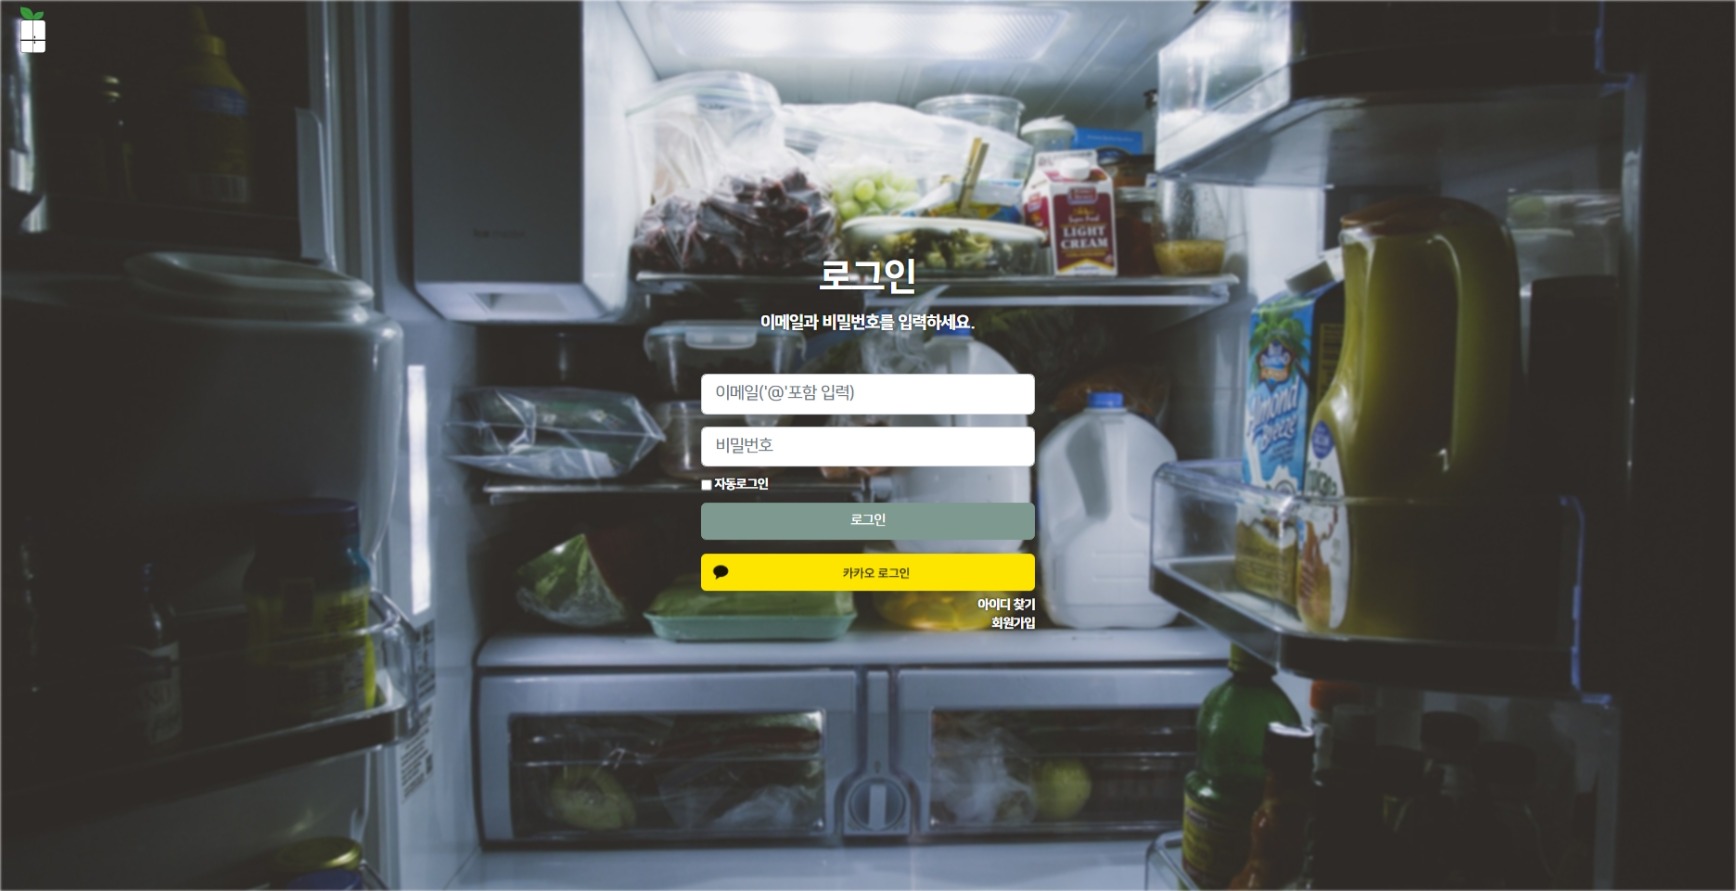 LIGHT
CREAM
로그인
이메일과 비밀번호를 입력하세요.
이메일('@'포함 입력)
Almond
Breeze
비밀번호
자동로그인
로그인
카카오 로그인
아이디 찾기
회원가입